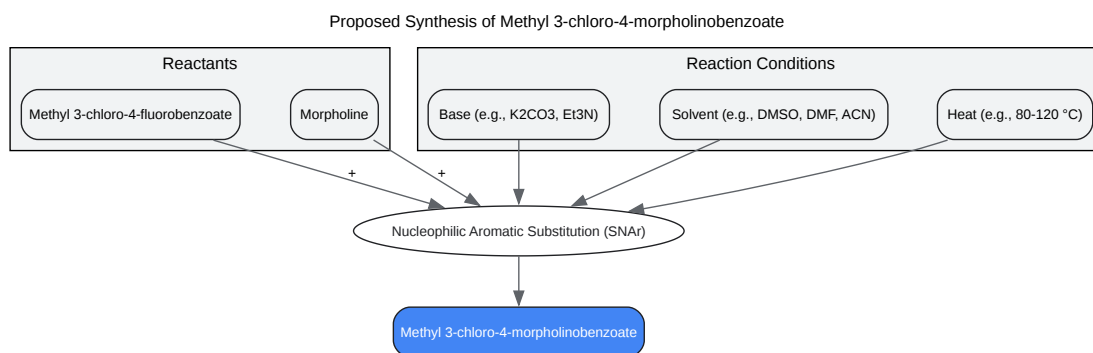 Proposed Synthesis of Methyl 3-chloro-4-morpholinobenzoate
Reactants
Reaction Conditions
Methyl 3-chloro-4-fluorobenzoate
Morpholine
Base (e.g., K2CO3, Et3N)
Solvent (e.g., DMSO, DMF, ACN)
Heat (e.g., 80-120 °C)
+
+
Nucleophilic Aromatic Substitution (SNAr)
Methyl 3-chloro-4-morpholinobenzoate